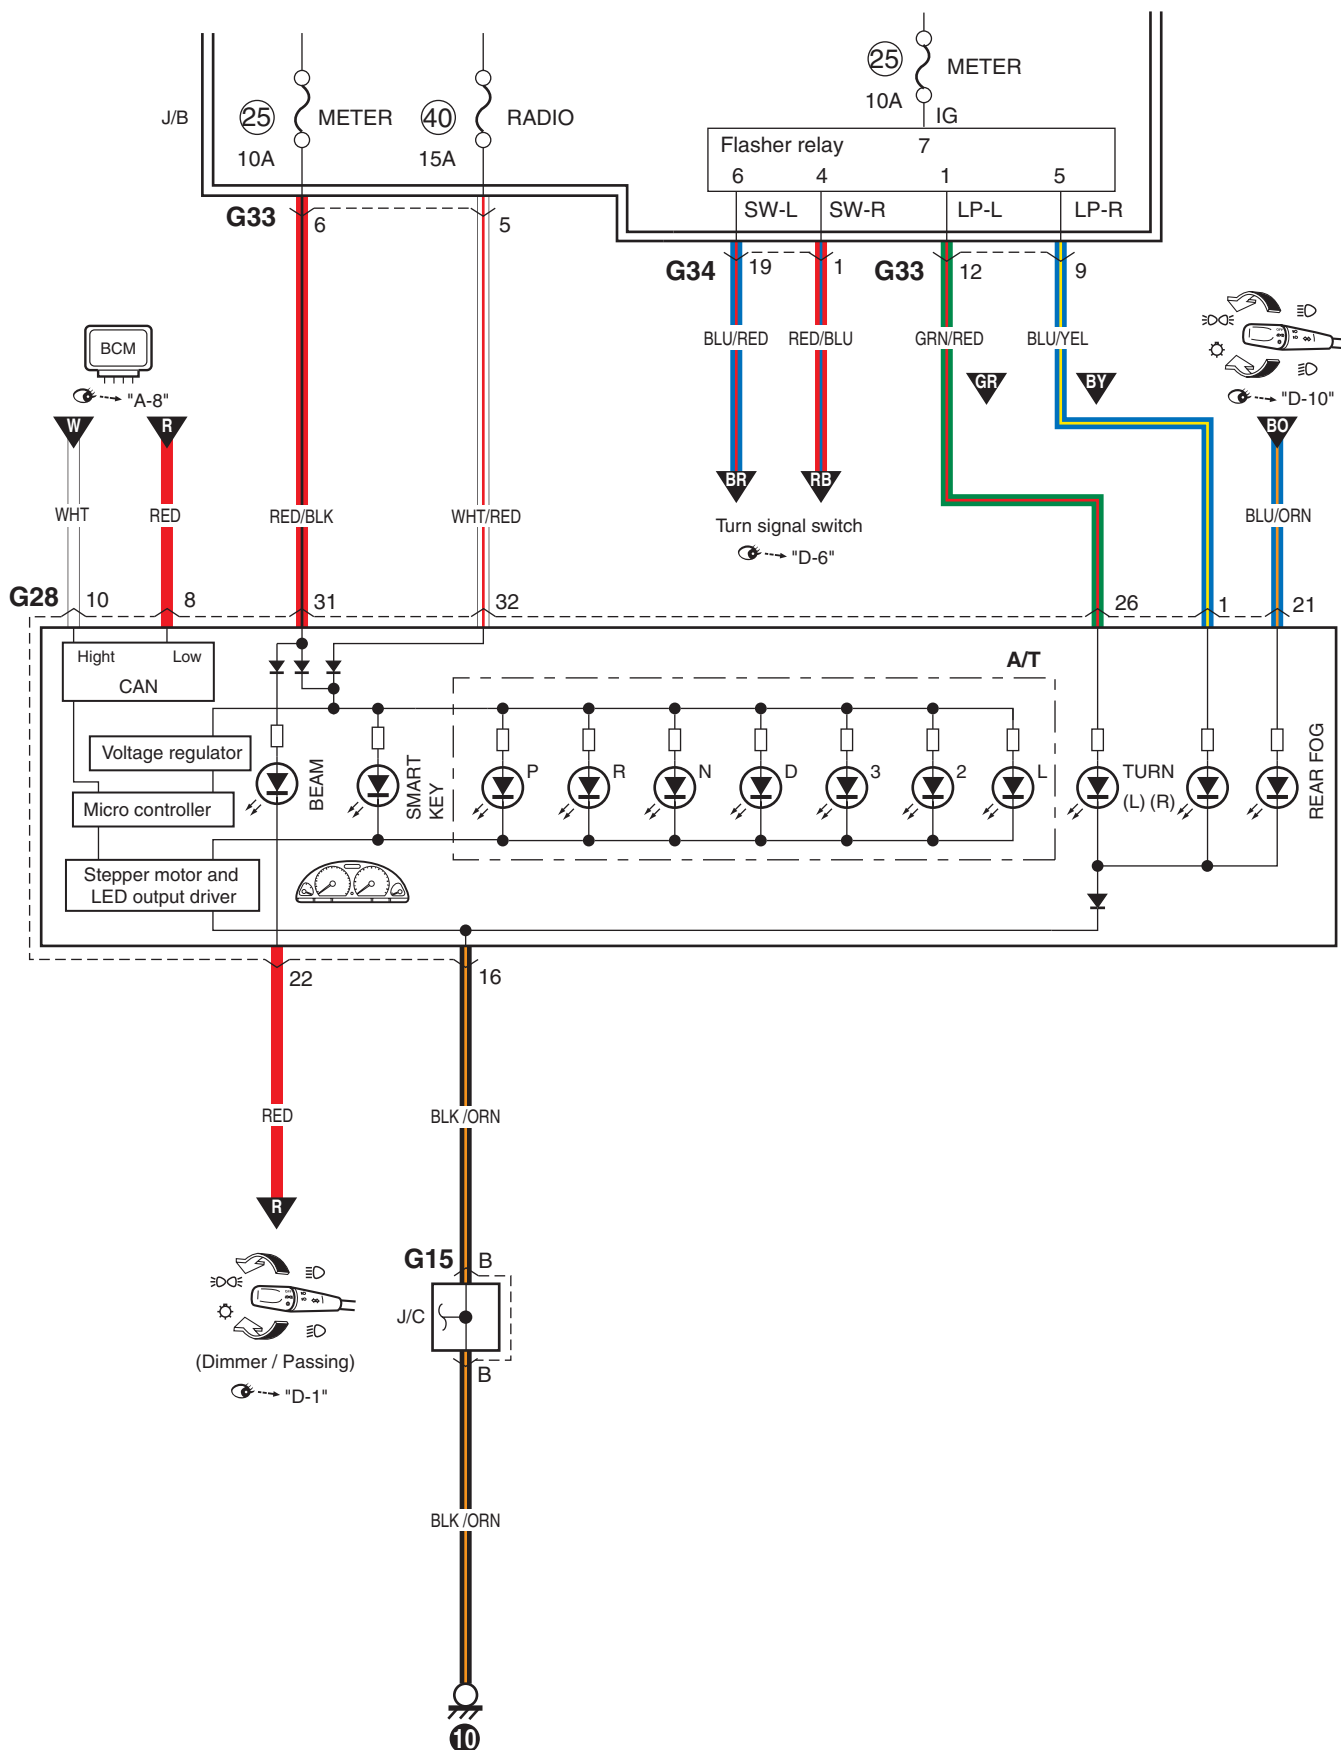 25 METER
10A
IG
J/B
25 METER
10A
40 RADIO
15A
Flasher relay
7
6 4 1 5
SW-L SW-R LP-L LP-R
G33 6 5
G34 19 1
G33 12 9
BCM
"A-8"
W R
BLU/RED RED/BLU GRN/RED BLU/YEL
GR BY
"D-10"
BO
BR RB
Turn signal switch
"D-6"
WHT RED RED/BLK WHT/RED
BLU/ORN
G28 10 8 31 32 26 1 21
Hight Low
CAN
A/T
Voltage regulator
Micro controller
Stepper motor and
LED output driver
BEAM
SMART
KEY
P R N D 3 2 L
TURN
(L) (R)
REAR FOG
22 16
RED
BLK /ORN
R
(Dimmer / Passing)
"D-1"
G15 B
J/C
B
BLK /ORN
10